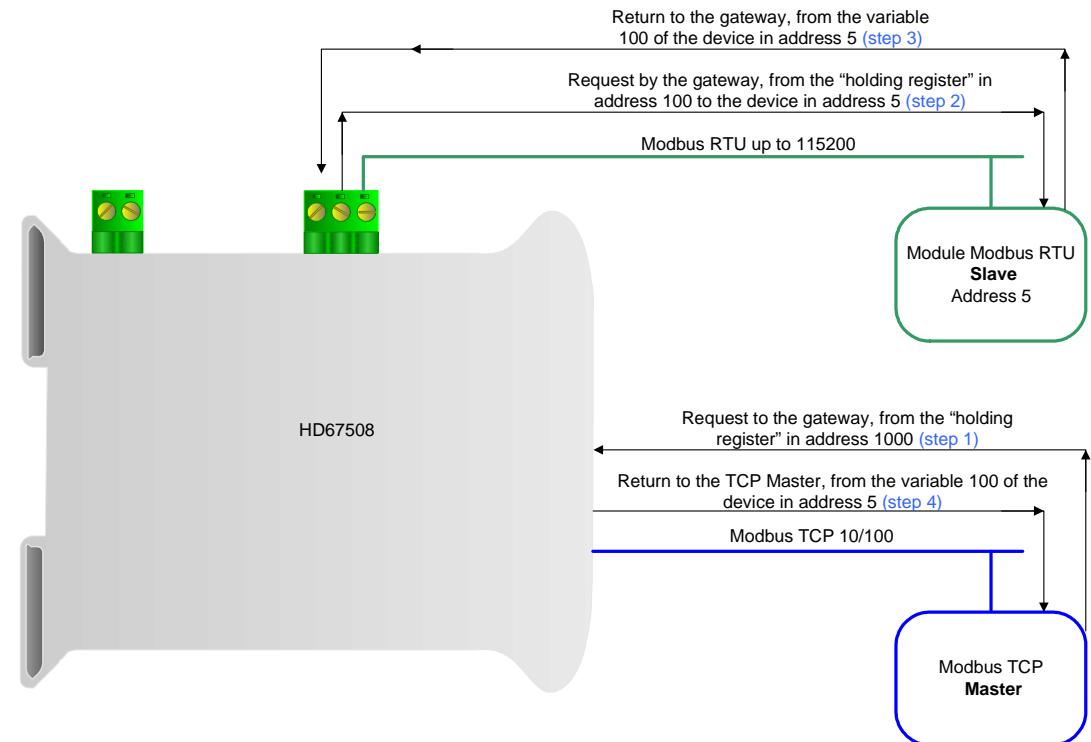 Return to the gateway, from the variable
100 of the device in address 5 (step 3)
Request by the gateway, from the “holding register” in
address 100 to the device in address 5 (step 2)
Modbus RTU up to 115200
Module Modbus RTU
Slave
Address 5
HD67508
Request to the gateway, from the “holding
register” in address 1000 (step 1)
Return to the TCP Master, from the variable 100 of the
device in address 5 (step 4)
Modbus TCP 10/100
Modbus TCP
Master